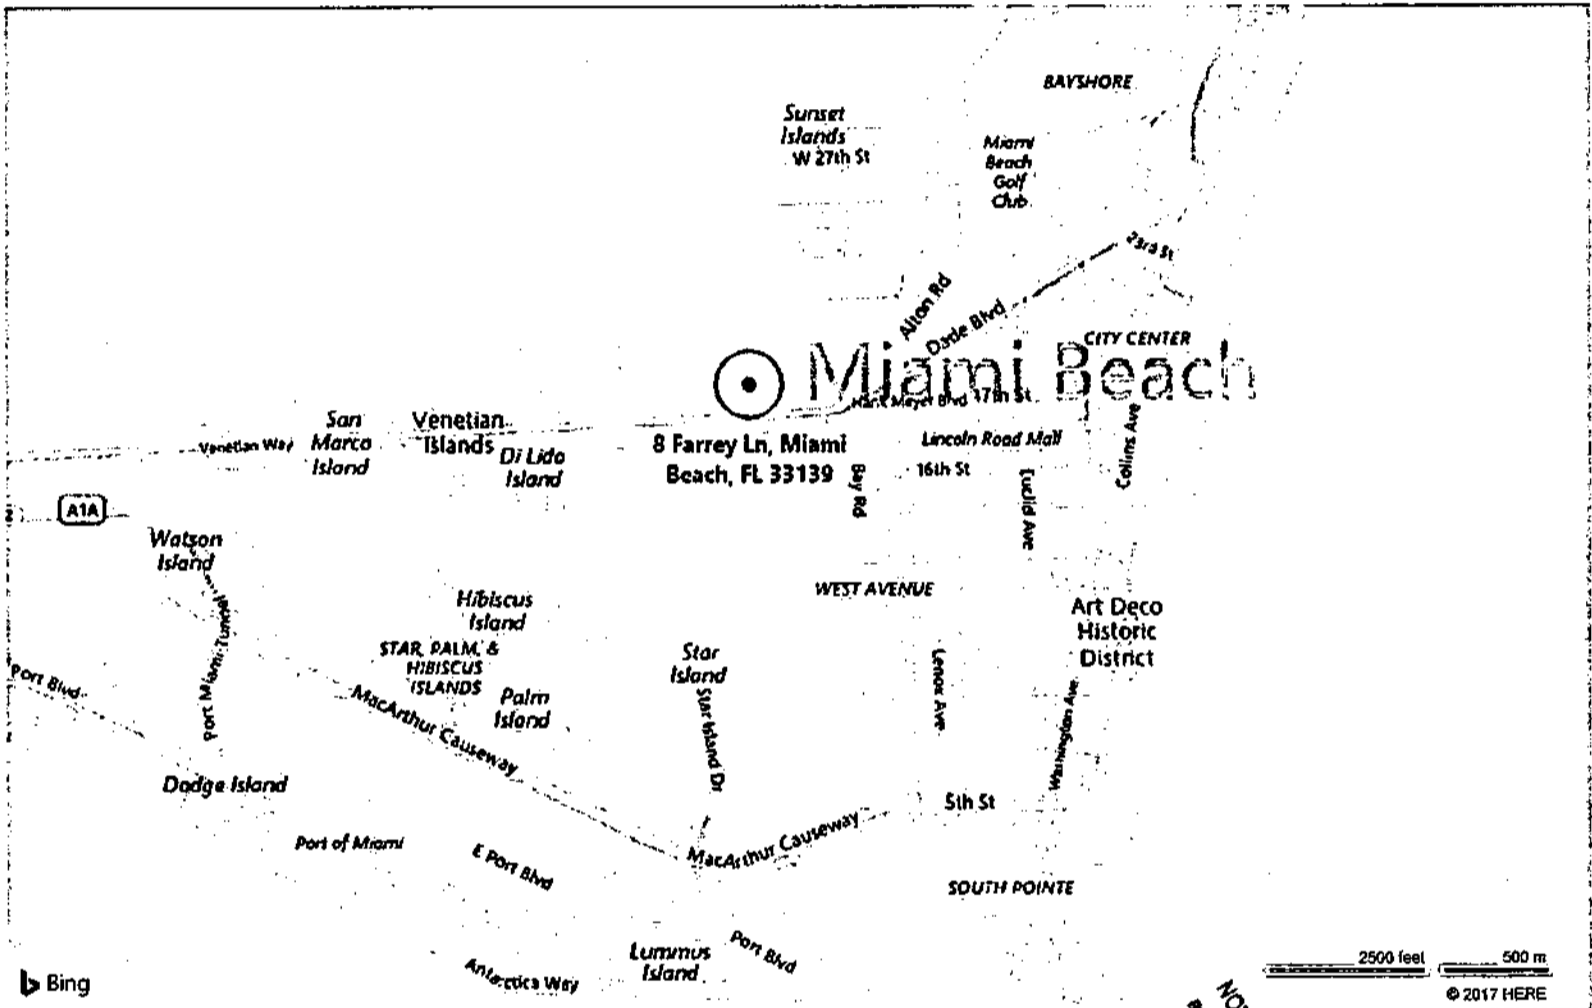 BAYSHORE
Sunset
Islands
W 27th St
Miami
Beach
Golf
Club
23rd St
Alton Rd
Dade Blvd
CITY CENTER
Miami Beach
Hank Meyer Blvd 17th St
San
Marco
Island
Venetian
Islands
Venetian Way
Di Lido
Island
8 Farrey Ln, Miami
Beach, FL 33139
Lincoln Road Mall
16th St
Collins Ave
Bay Rd
Euclid Ave
A1A
Watson
Island
WEST AVENUE
Hibiscus
Island
Art Deco
Historic
District
STAR, PALM, &
HIBISCUS
ISLANDS
Star
Island
Port Miami Tunnel
Port Blvd
Palm
Island
Lenox Ave
MacArthur Causeway
Star Island Dr
Washington Ave
Dodge Island
5th St
Port of Miami
MacArthur Causeway
E Port Blvd
SOUTH POINTE
Port Blvd
Lummus
Island
Antarctica Way
2500 feet 500 m
Bing
© 2017 HERE